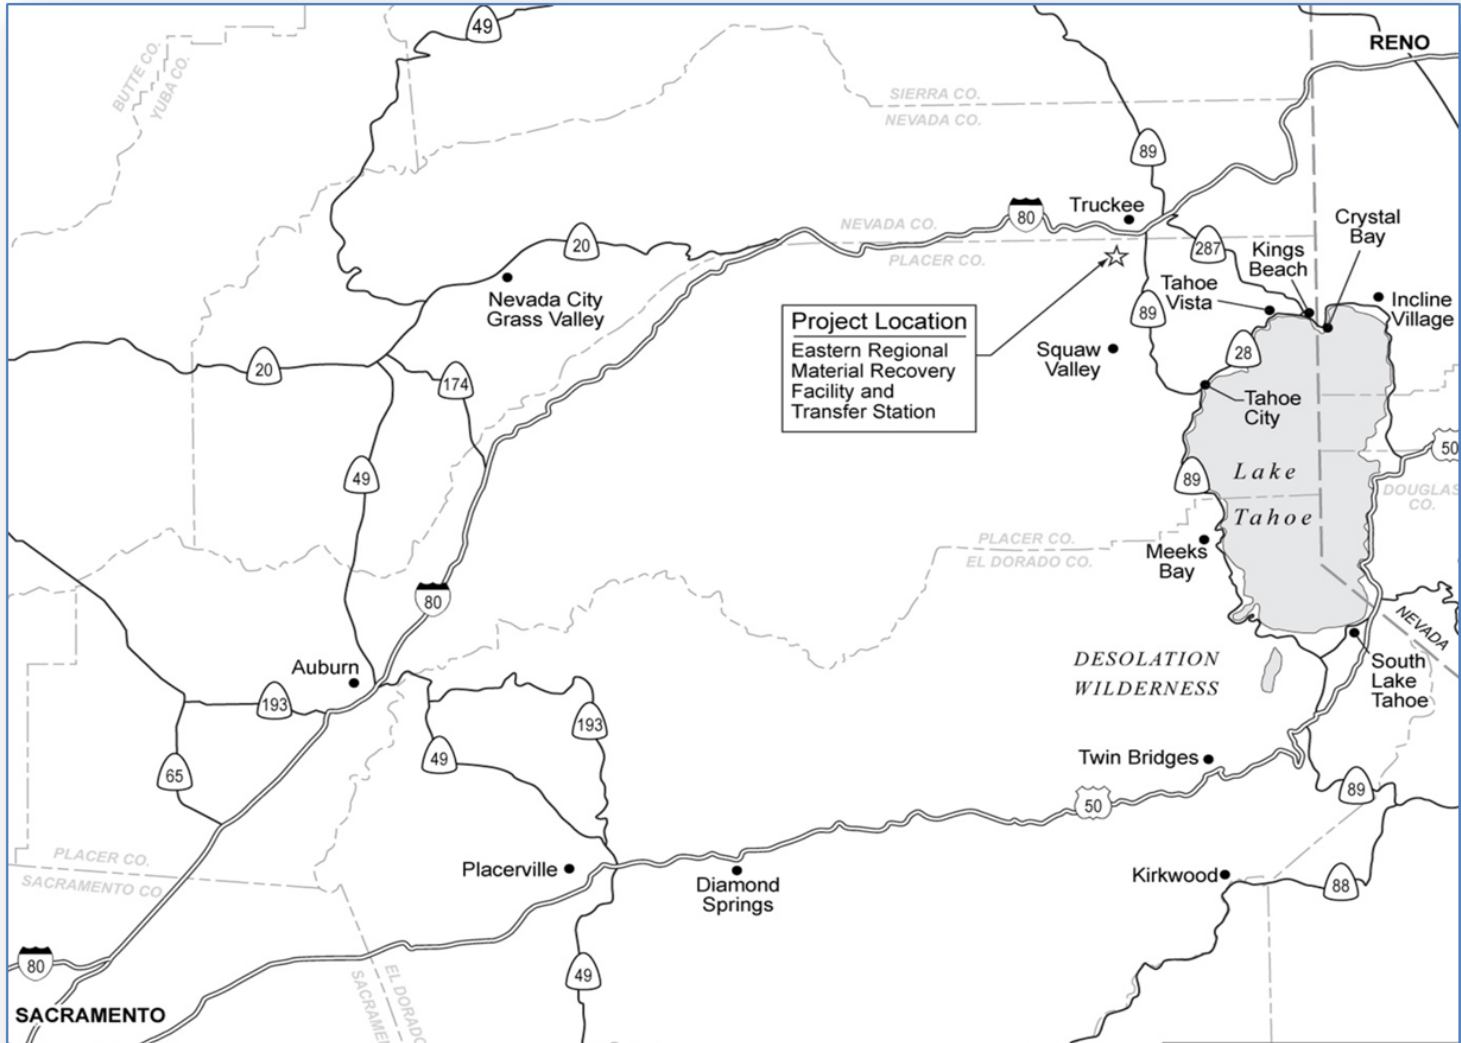 49
RENO
BUTTE CO.
YUBA CO.
SIERRA CO.
NEVADA CO.
89
80
Truckee
NEVADA CO.
PLACER CO.
287
Crystal
Bay
Kings
Beach
20
Nevada City
Grass Valley
Tahoe
Vista
Incline
Village
89
Project Location
Eastern Regional
Material Recovery
Facility and
Transfer Station
Squaw
Valley
28
20
174
Tahoe
City
49
50
89
Lake
Tahoe
DOUGLAS
CO.
PLACER CO.
EL DORADO CO.
Meeks
Bay
80
NEVADA
Auburn
DESOLATION
WILDERNESS
South
Lake
Tahoe
193
193
49
65
Twin Bridges
50
89
PLACER CO.
SACRAMENTO CO.
Placerville
Diamond
Springs
Kirkwood
88
80
49
EL DORADO
SACRAMEN
SACRAMENTO